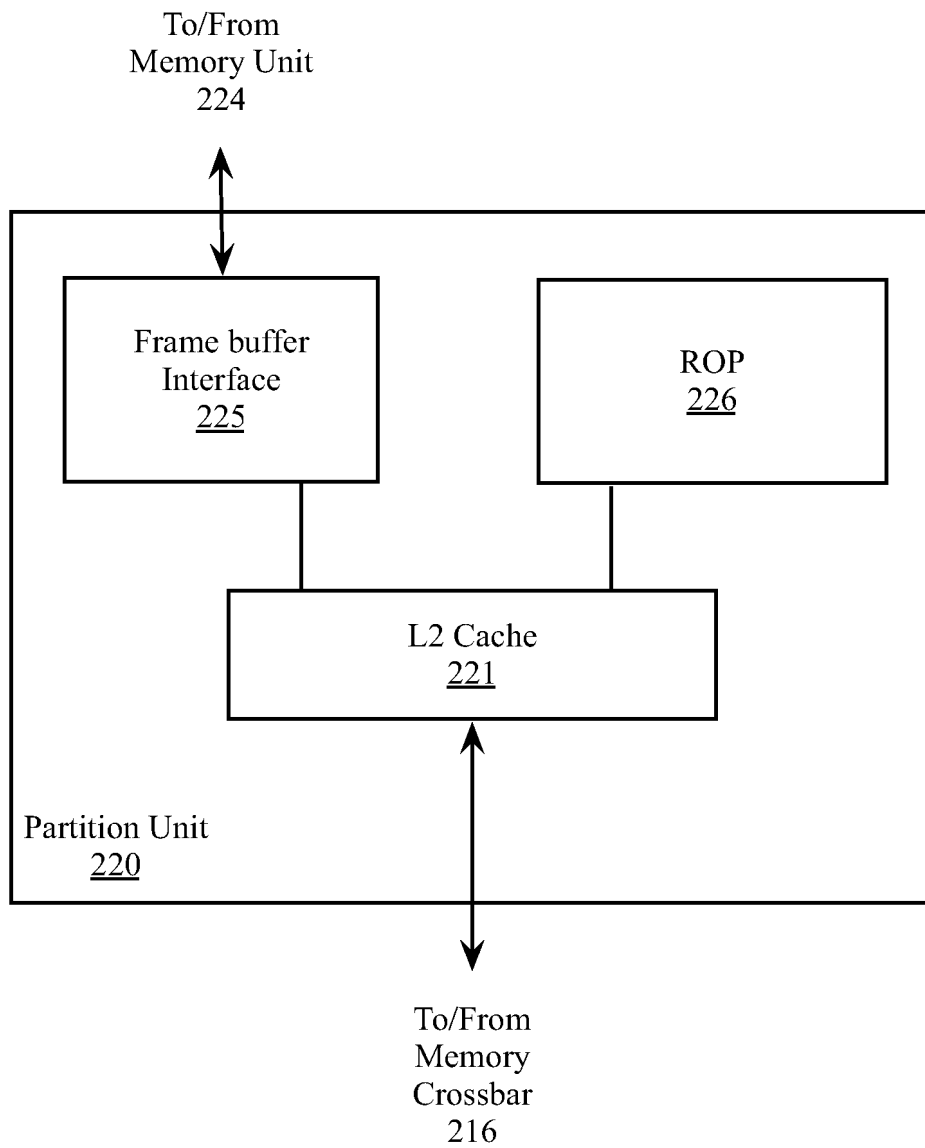 To/From
Memory Unit
224
Frame buffer
Interface
225
ROP
226
L2 Cache
221
Partition Unit
220
To/From
Memory
Crossbar
216